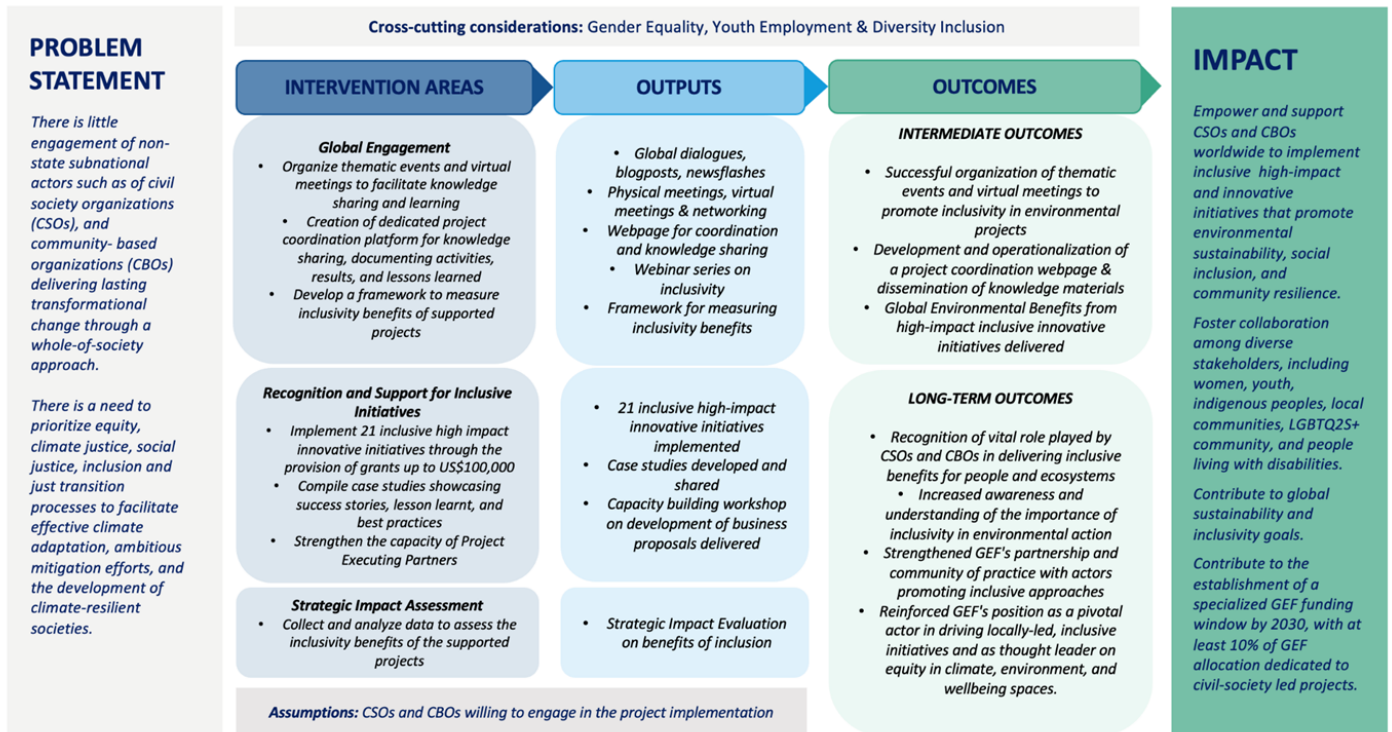 PROBLEM
STATEMENT
There is little
engagement of non-
state subnational
actors such as of civil
society organizations
(CSOs), and
community- based
organizations (CBOs)
delivering lasting
transformational
change through a
whole-of-society
approach.
There is a need to
prioritize equity,
climate justice, social
justice, inclusion and
just transition
processes to facilitate
effective climate
adaptation, ambitious
mitigation efforts, and
the development of
climate-resilient
societies.
Cross-cutting considerations: Gender Equality, Youth Employment & Diversity Inclusion
INTERVENTION AREAS
Global Engagement
• Organize thematic events and virtual
meetings to facilitate knowledge
sharing and learning
• Creation of dedicated project
coordination platform for knowledge
sharing, documenting activities,
results, and lessons learned
• Develop a framework to measure
inclusivity benefits of supported
projects
Recognition and Support for Inclusive
Initiatives
• Implement 21 inclusive high impact
innovative initiatives through the
provision of grants up to US$100,000
• Compile case studies showcasing
success stories, lesson learnt, and
best practices
• Strengthen the capacity of Project
Executing Partners
Strategic Impact Assessment
• Collect and analyze data to assess the
inclusivity benefits of the supported
projects
OUTPUTS
• Global dialogues,
blogposts, newsflashes
• Physical meetings, virtual
meetings & networking
• Webpage for coordination
and knowledge sharing
• Webinar series on
inclusivity
• Framework for measuring
inclusivity benefits
• 21 inclusive high-impact
innovative initiatives
implemented
• Case studies developed and
shared
• Capacity building workshop
on development of business
proposals delivered
• Strategic Impact Evaluation
on benefits of inclusion
Assumptions: CSOs and CBOs willing to engage in the project implementation
OUTCOMES
INTERMEDIATE OUTCOMES
• Successful organization of thematic
events and virtual meetings to
promote inclusivity in environmental
projects
• Development and operationalization of
a project coordination webpage &
dissemination of knowledge materials
• Global Environmental Benefits from
high-impact inclusive innovative
initiatives delivered
LONG-TERM OUTCOMES
• Recognition of vital role played by
CSOs and CBOs in delivering inclusive
benefits for people and ecosystems
• Increased awareness and
understanding of the importance of
inclusivity in environmental action
• Strengthened GEF's partnership and
community of practice with actors
promoting inclusive approaches
• Reinforced GEF's position as a pivotal
actor in driving locally-led, inclusive
initiatives and as thought leader on
equity in climate, environment, and
wellbeing spaces.
IMPACT
Empower and support
CSOs and CBOs
worldwide to implement
inclusive high-impact
and innovative
initiatives that promote
environmental
sustainability, social
inclusion, and
community resilience.
Foster collaboration
among diverse
stakeholders, including
women, youth,
indigenous peoples, local
communities, LGBTQ2S+
community, and people
living with disabilities.
Contribute to global
sustainability and
inclusivity goals.
Contribute to the
establishment of a
specialized GEF funding
window by 2030, with at
least 10% of GEF
allocation dedicated to
civil-society led projects.